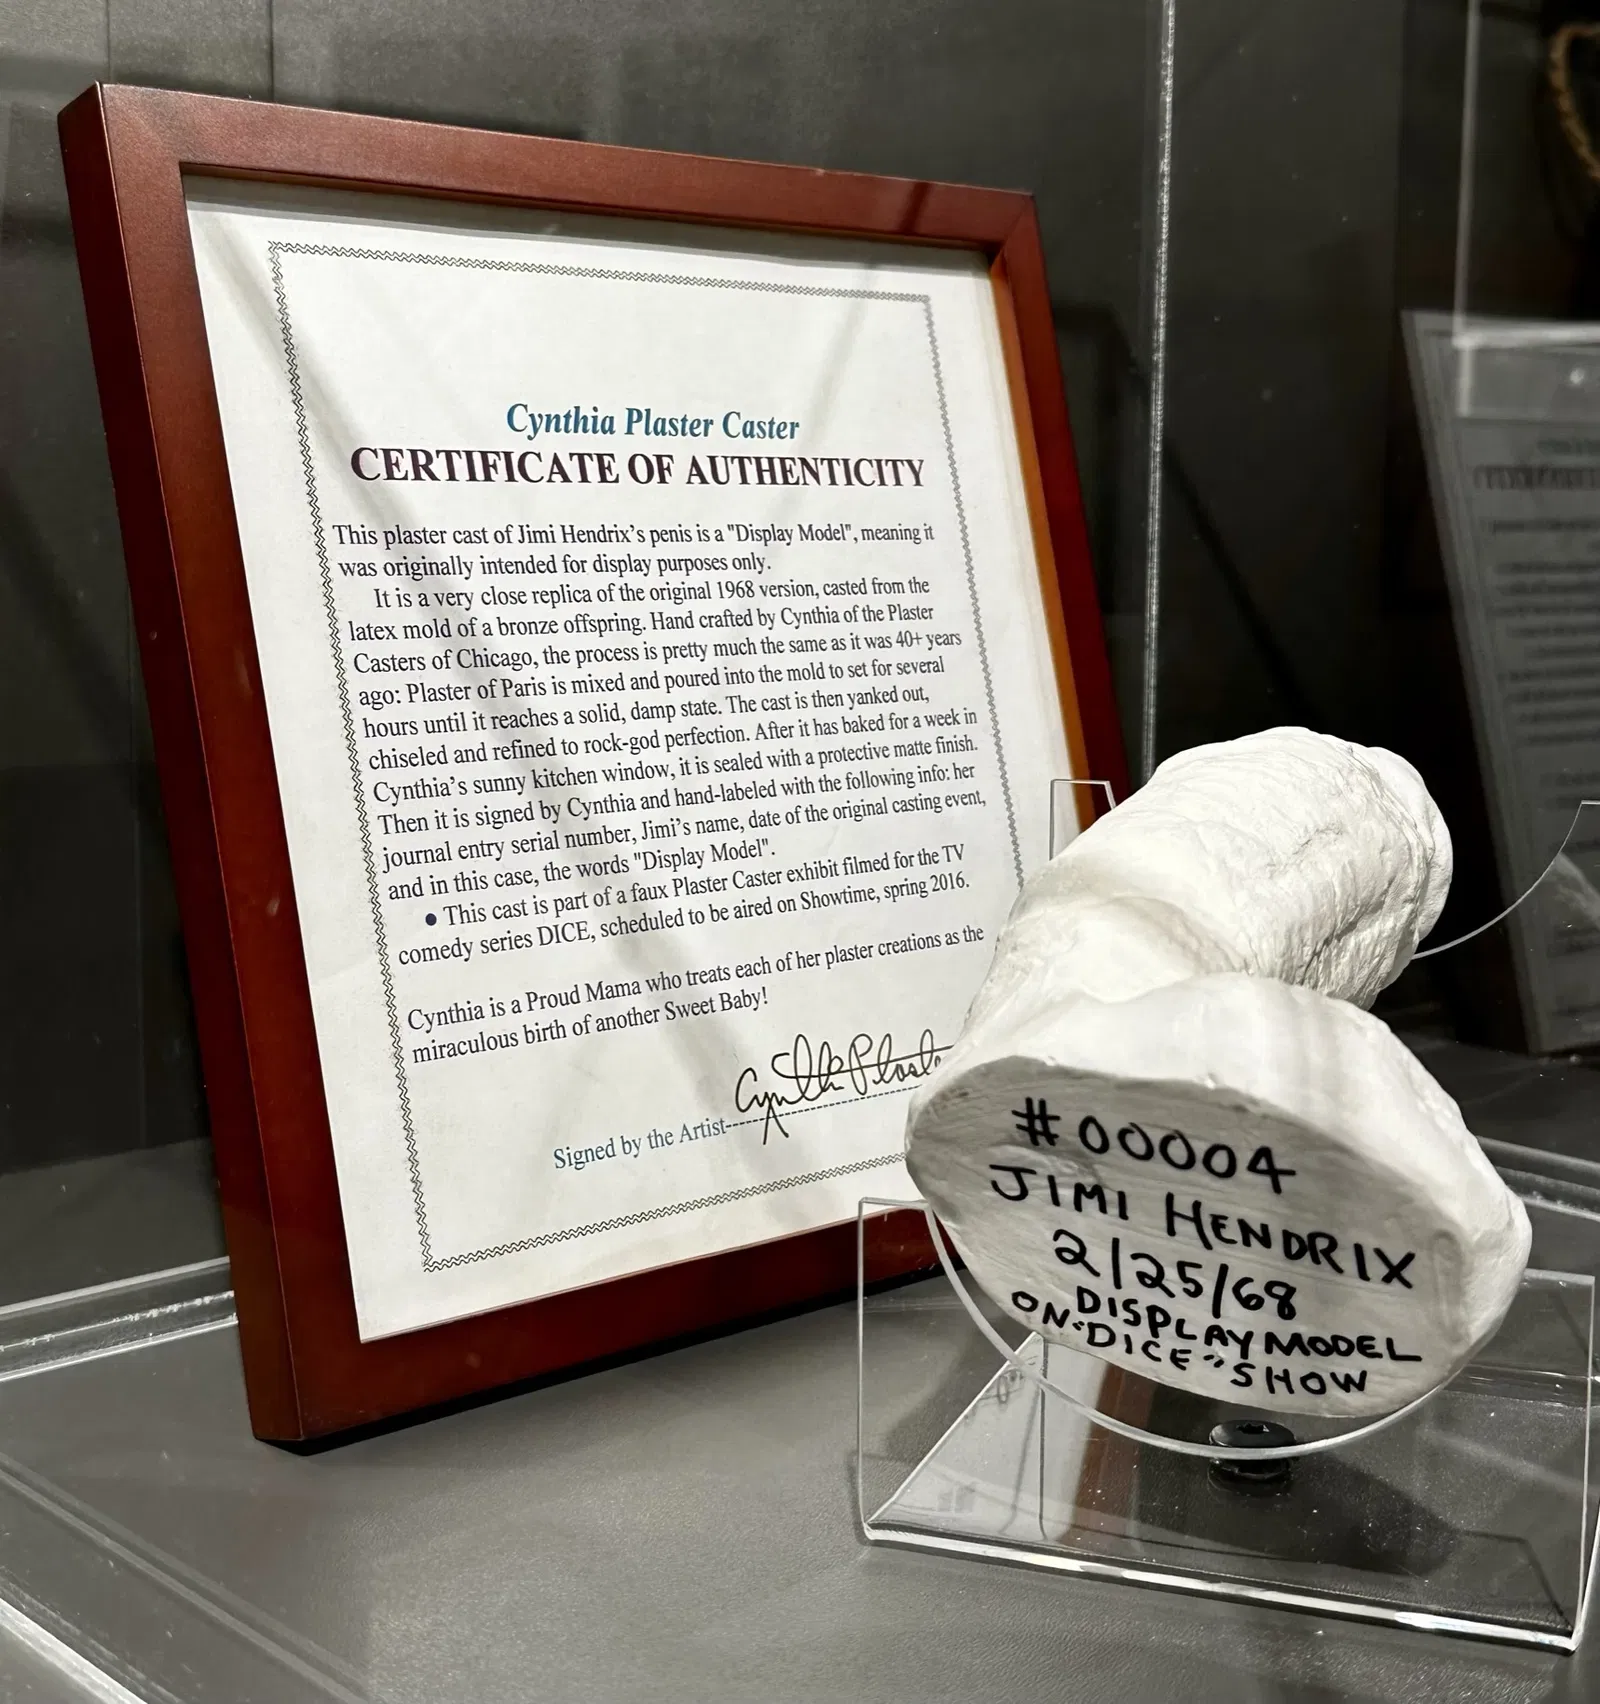 Cynthia Plaster Caster
CERTIFICATE OF AUTHENTICITY
This plaster cast of Jimi Hendrix's penis is a "Display Model", meaning it
was originally intended for display purposes only.
It is a very close replica of the original 1968 version, casted from the
latex mold of a bronze offspring. Hand crafted by Cynthia of the Plaster
Casters of Chicago, the process is pretty much the same as it was 40+ years
ago: Plaster of Paris is mixed and poured into the mold to set for several
hours until it reaches a solid, damp state. The cast is then yanked out,
chiseled and refined to rock-god perfection. After it has baked for a week in
Cynthia's sunny kitchen window, it is sealed with a protective matte finish.
Then it is signed by Cynthia and hand-labeled with the following info: her
journal entry serial number, Jimi's name, date of the original casting event,
and in this case, the words "Display Model".
• This cast is part of a faux Plaster Caster exhibit filmed for the TV
comedy series DICE, scheduled to be aired on Showtime, spring 2016.
Cynthia is a Proud Mama who treats each of her plaster creations as the
miraculous birth of another Sweet Baby!
Signed by the Artist Cynthia Plaste
#00004
JIMI HENDRIX
2/25/68
DISPLAY MODEL
ON "DICE" SHOW